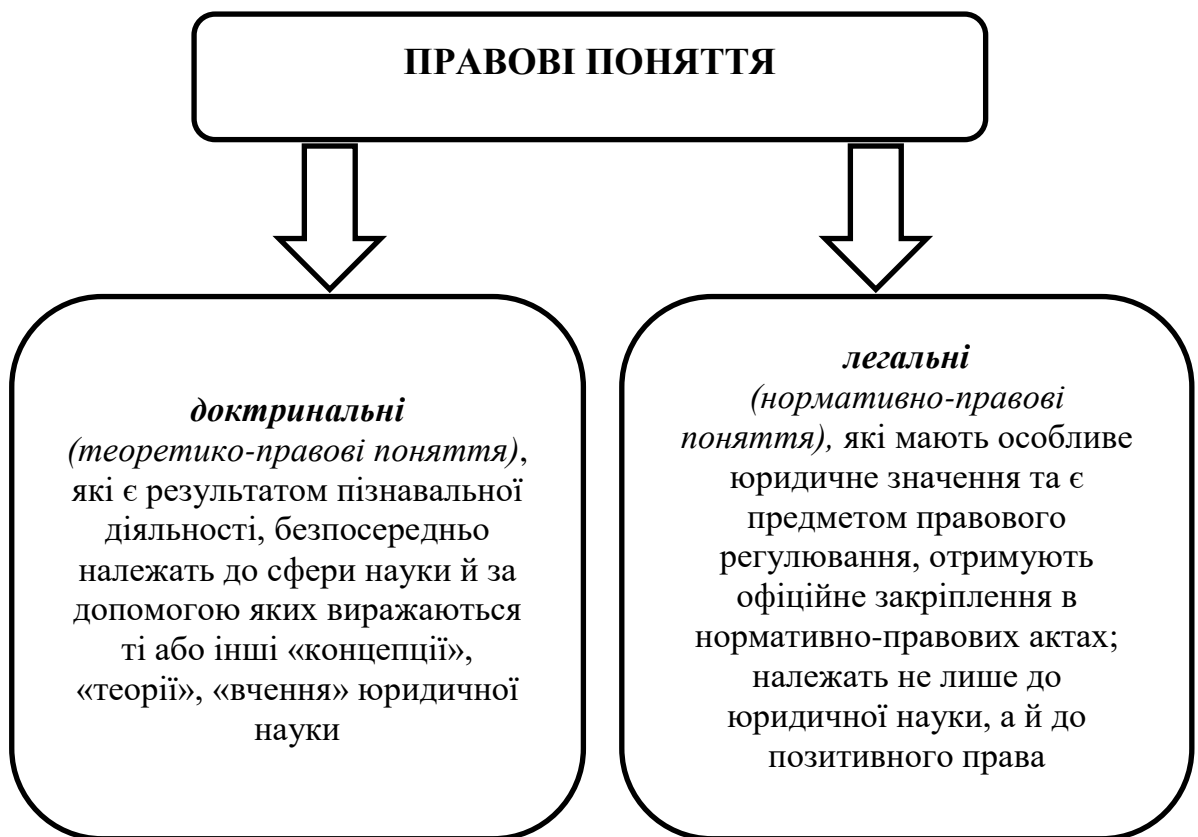 ПРАВОВІ ПОНЯТТЯ
доктринальні
(теоретико-правові поняття),
які є результатом пізнавальної
діяльності, безпосередньо
належать до сфери науки й за
допомогою яких виражаються
ті або інші «концепції»,
«теорії», «вчення» юридичної
науки
легальні
(нормативно-правові
поняття), які мають особливе
юридичне значення та є
предметом правового
регулювання, отримують
офіційне закріплення в
нормативно-правових актах;
належать не лише до
юридичної науки, а й до
позитивного права